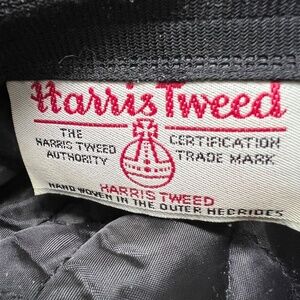 Harris Tweed
THE CERTIFICATION
HARRIS TWEED TRADE MARK
AUTHORITY
HARRIS TWEED
HAND WOVEN IN THE OUTER HEBRIDES